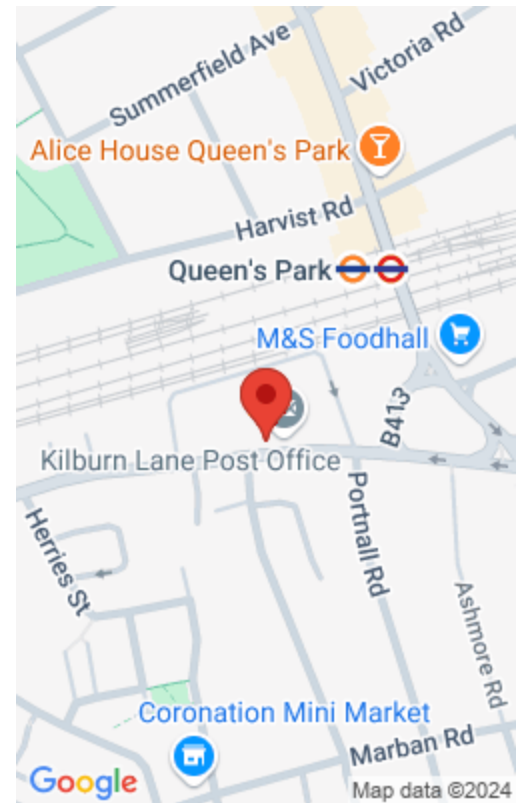 Summerfield Ave
Victoria Rd
Alice House Queen's Park
Harvist Rd
Queen's Park
M&S Foodhall
B413
Kilburn Lane Post Office
Portnall Rd
Herries St
Ashmore Rd
Coronation Mini Market
Marban Rd
Google
Map data ©2024